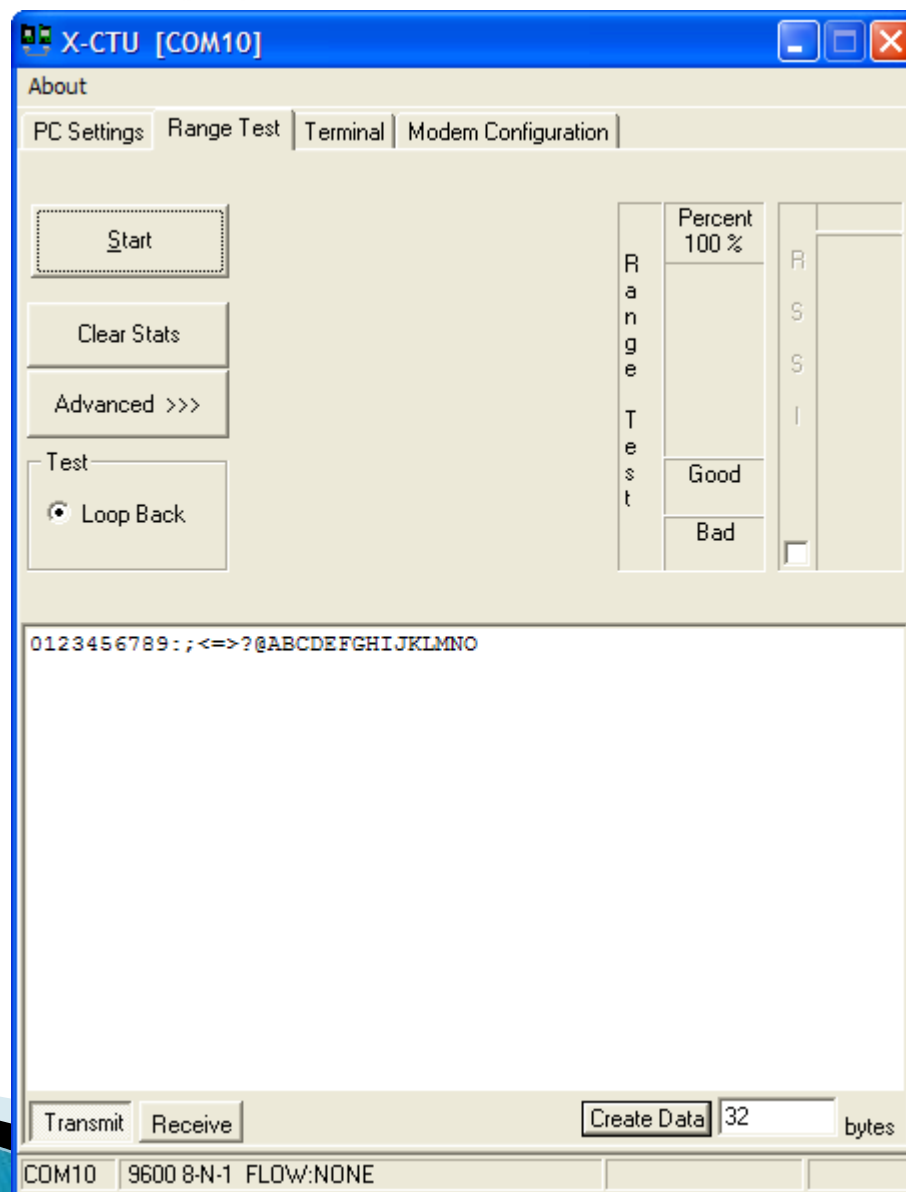 X-CTU [COM10]
About
PC Settings Range Test Terminal Modem Configuration
Start
Clear Stats
Advanced >>>
Test
Loop Back
Range Test
Percent
100 %
Good
Bad
RSSI
0123456789:;<=>?@ABCDEFGHIJKLMNO
Transmit Receive Create Data 32 bytes
COM10 9600 8-N-1 FLOW:NONE